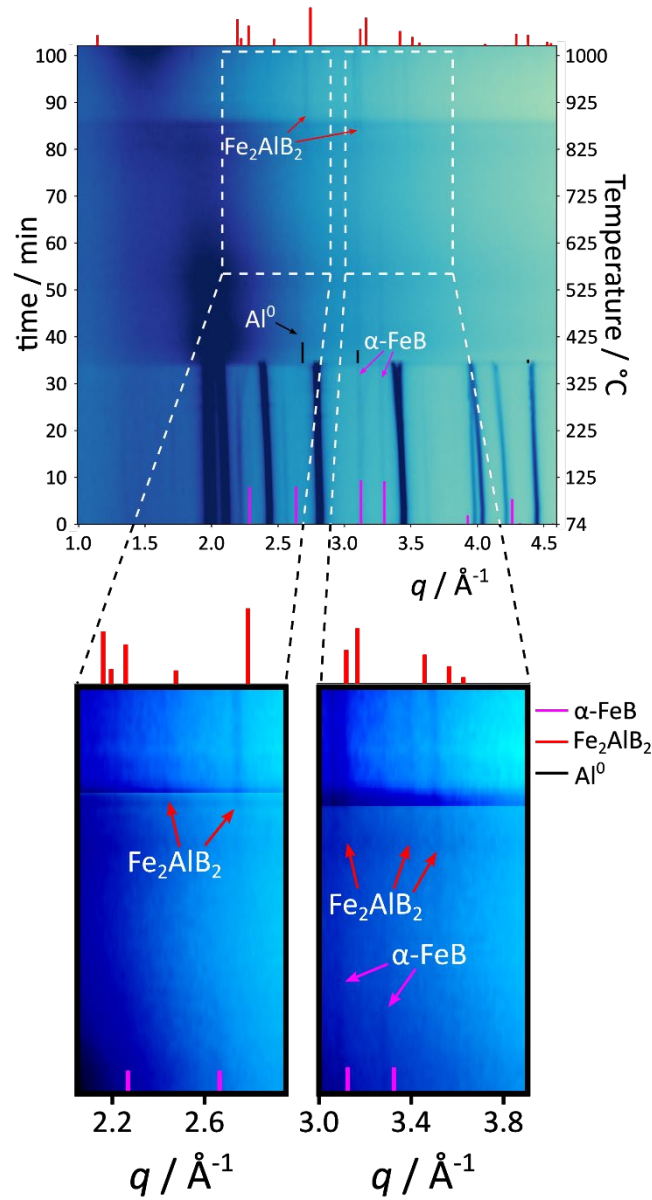 100
90
80
70
60
50
40
30
20
10
0
time / min
1000
925
825
725
625
525
425
325
225
125
74
Temperature / °C
Fe₂AlB₂
Al⁰
α-FeB
1.0 2.0 2.5 3.0 3.5 4.0 4.5
q / Å⁻¹
α-FeB
Fe₂AlB₂
Al⁰
Fe₂AlB₂
Fe₂AlB₂
α-FeB
2.2 2.6
3.0 3.4 3.8
q / Å⁻¹
q / Å⁻¹